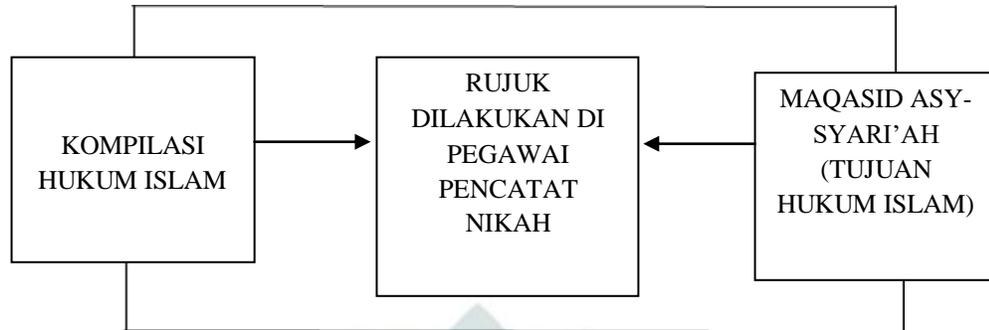 KOMPILASI
HUKUM ISLAM
RUJUK
DILAKUKAN DI
PEGAWAI
PENCATAT
NIKAH
MAQASID ASY-
SYARI’AH
(TUJUAN
HUKUM ISLAM)